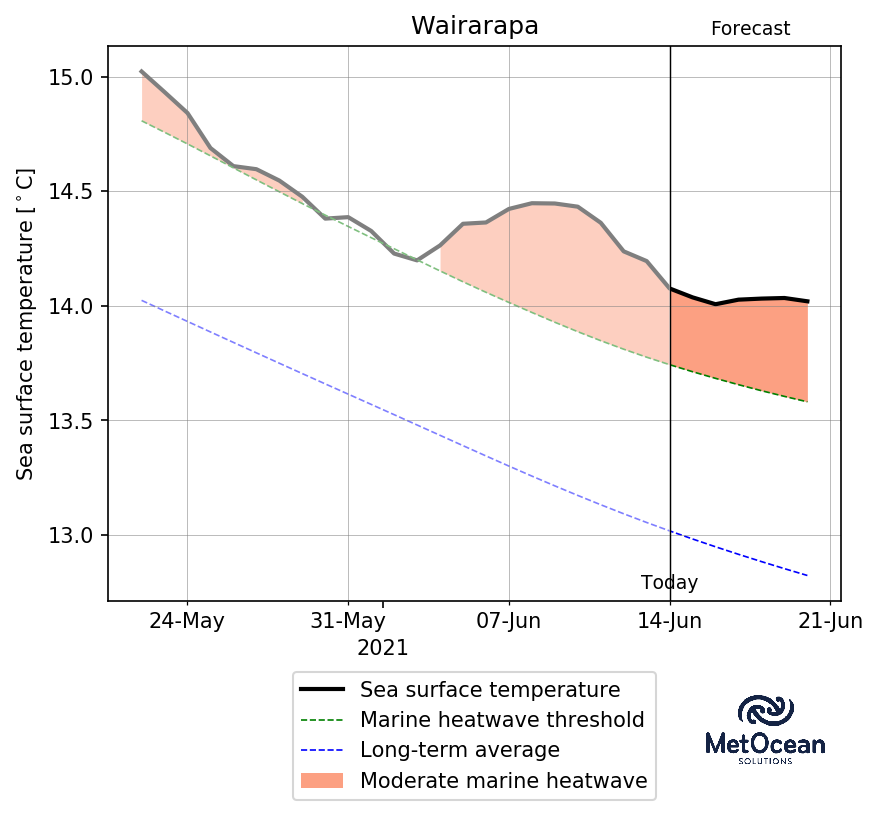 Wairarapa
Forecast
Sea surface temperature [°C]
15.0
14.5
14.0
13.5
13.0
Today
24-May
31-May
07-Jun
14-Jun
21-Jun
2021
Sea surface temperature
Marine heatwave threshold
Long-term average
Moderate marine heatwave
MetOcean
SOLUTIONS